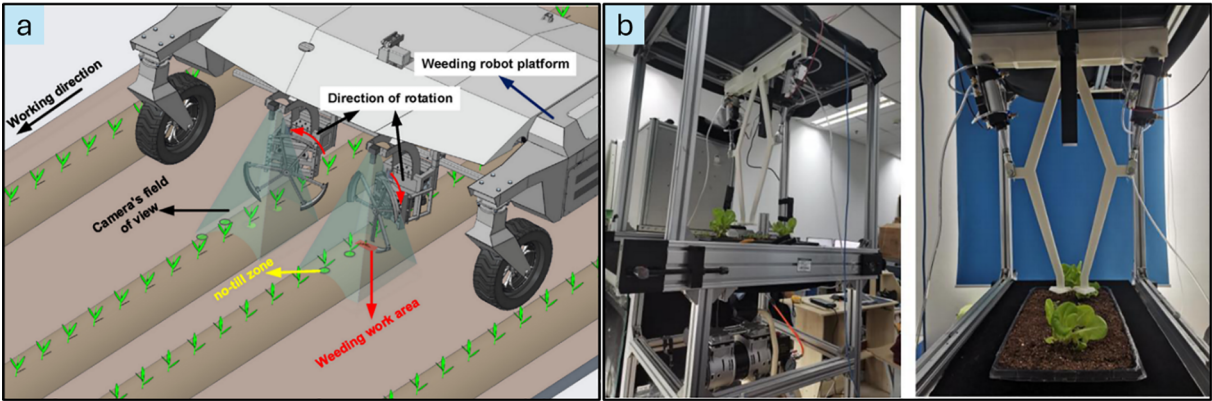 a
Weeding robot platform
Direction of rotation
Working direction
Camera's field
of view
no-till zone
Weeding work area
b